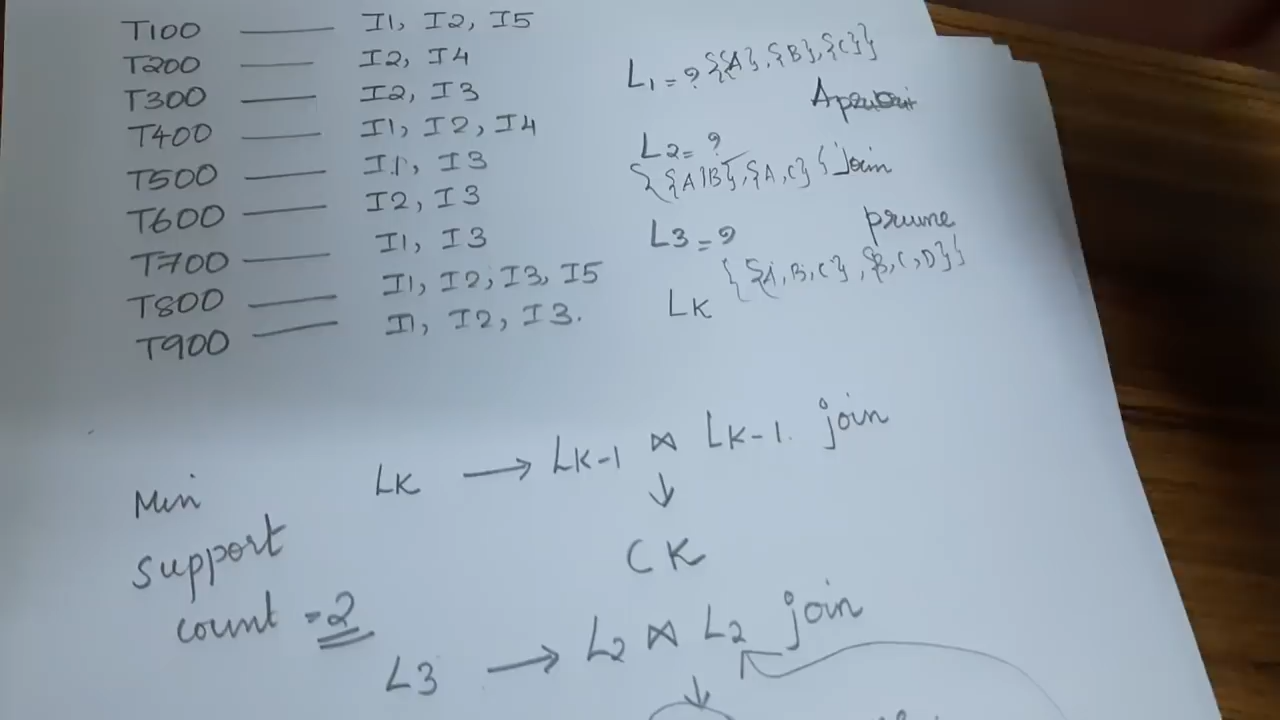 T100 —— I1, I2, I5
T200 —— I2, I4
T300 —— I2, I3
T400 —— I1, I2, I4
T500 —— I1, I3
T600 —— I2, I3
T700 —— I1, I3
T800 —— I1, I2, I3, I5
T900 —— I1, I2, I3.
L1 = ? {{A}, {B}, {C}}
L2 = ?
{{A,B}, {A,C} { Join
L3 = ? prune
{{A,B,C}, {B,C,D}}
LK
LK → LK-1 ⋈ LK-1. join
↓
CK
Min
support
count = 2
L3 → L2 ⋈ L2 join
↓